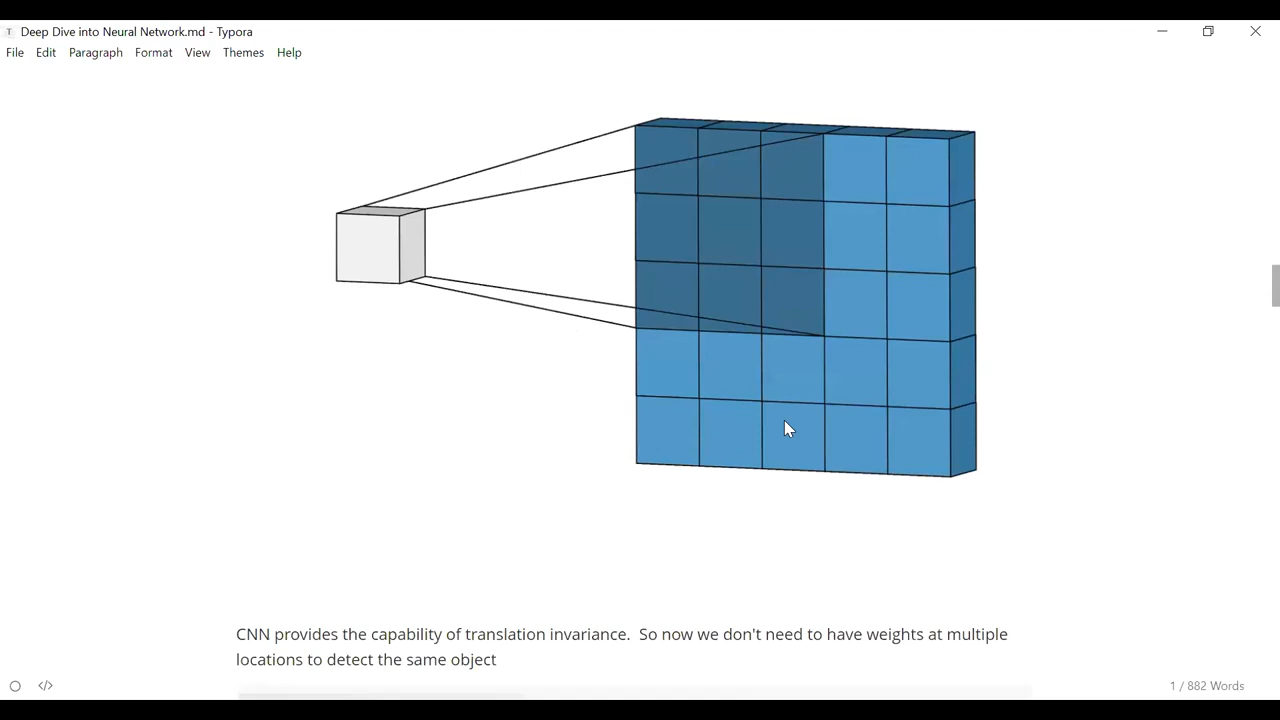 T Deep Dive into Neural Network.md - Typora
File Edit Paragraph Format View Themes Help
CNN provides the capability of translation invariance. So now we don't need to have weights at multiple
locations to detect the same object
</> 1 / 882 Words